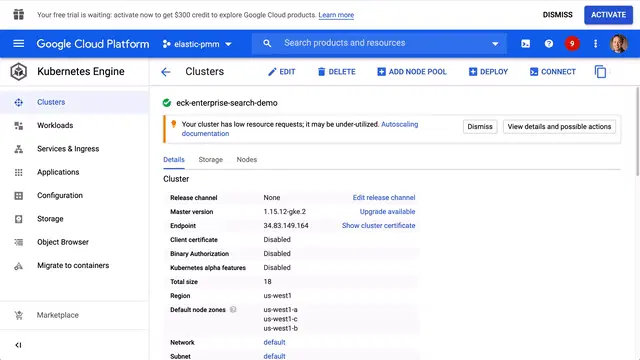 Your free trial is waiting: activate now to get $300 credit to explore Google Cloud products. Learn more
DISMISS
ACTIVATE
Google Cloud Platform
elastic-pmm
Search products and resources
9
Kubernetes Engine
Clusters
EDIT
DELETE
ADD NODE POOL
DEPLOY
CONNECT
Clusters
Workloads
Services & Ingress
Applications
Configuration
Storage
Object Browser
Migrate to containers
Marketplace
eck-enterprise-search-demo
Your cluster has low resource requests; it may be under-utilized. Autoscaling
documentation
Dismiss
View details and possible actions
Details
Storage
Nodes
Cluster
Release channel None Edit release channel
Master version 1.15.12-gke.2 Upgrade available
Endpoint 34.83.149.164 Show cluster certificate
Client certificate Disabled
Binary Authorization Disabled
Kubernetes alpha features Disabled
Total size 18
Region us-west1
Default node zones us-west1-a
us-west1-c
us-west1-b
Network default
Subnet default